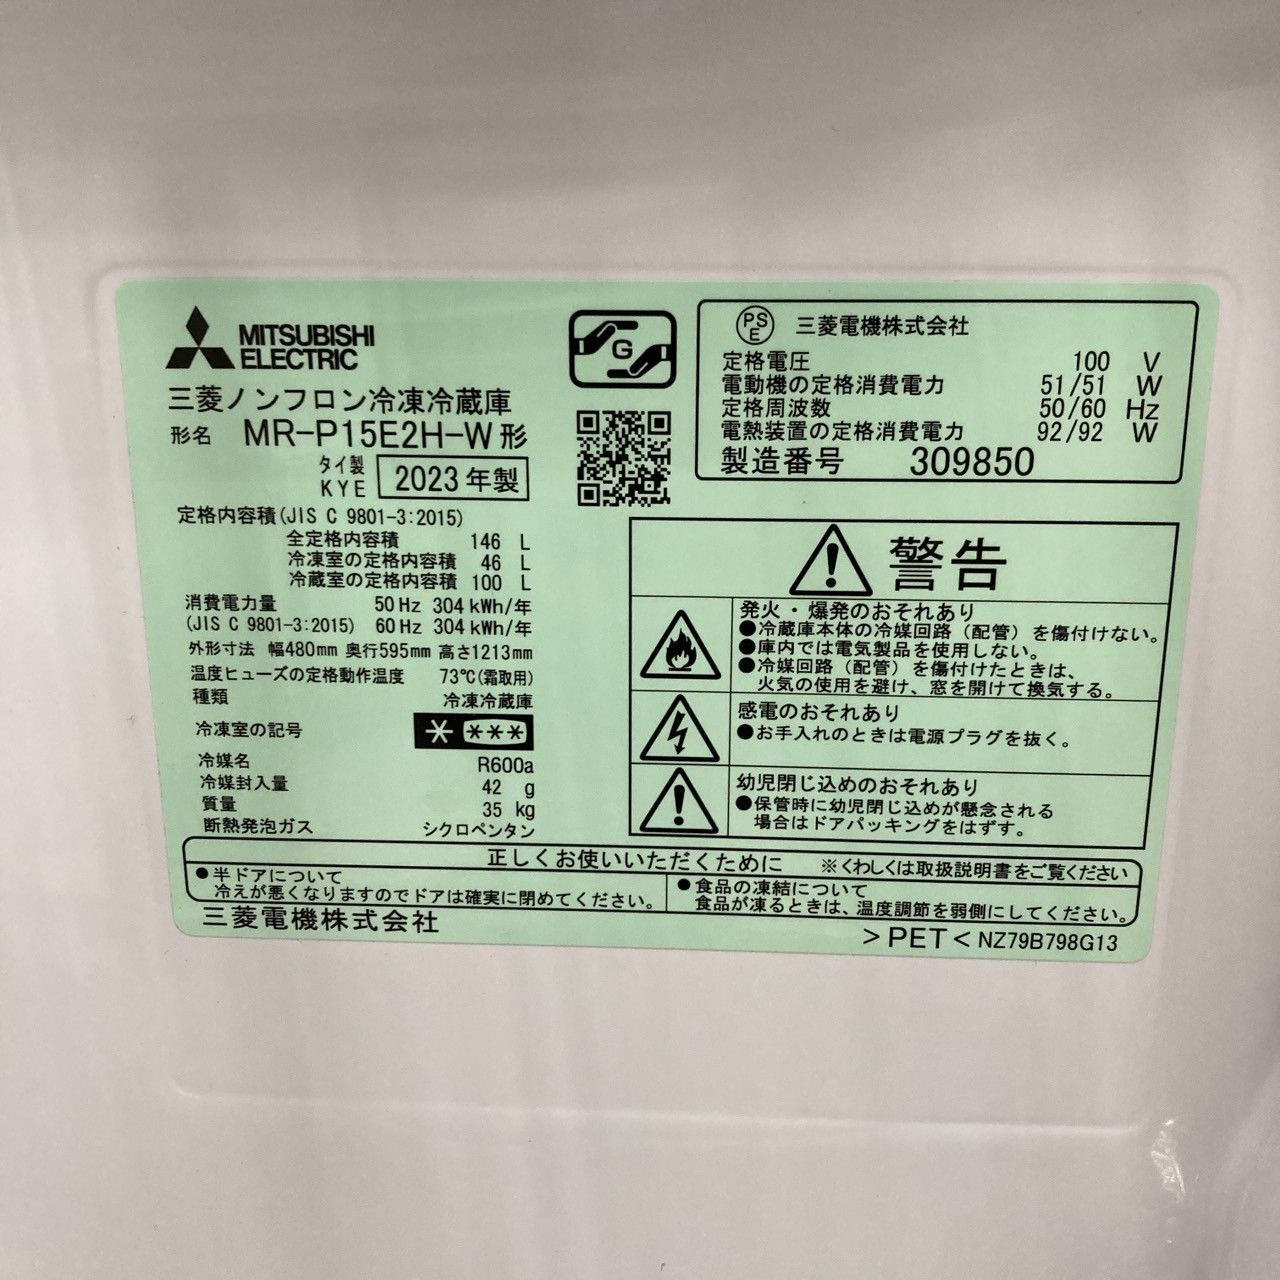 MITSUBISHI
ELECTRIC
三菱ノンフロン冷凍冷蔵庫
形名 MR-P15E2H-W形
タイ製
KYE 2023年製
定格内容積(JIS C 9801-3:2015)
全定格内容積 146 L
冷凍室の定格内容積 46 L
冷蔵室の定格内容積 100 L
消費電力量 50Hz 304kWh/年
(JIS C 9801-3:2015) 60Hz 304kWh/年
外形寸法 幅480mm 奥行595mm 高さ1213mm
温度ヒューズの定格動作温度 73℃(霜取用)
種類 冷凍冷蔵庫
冷凍室の記号 * ***
冷媒名 R600a
冷媒封入量 42 g
質量 35 kg
断熱発泡ガス シクロペンタン
G
PSE 三菱電機株式会社
定格電圧 100 V
電動機の定格消費電力 51/51 W
定格周波数 50/60 Hz
電熱装置の定格消費電力 92/92 W
製造番号 309850
警告
発火・爆発のおそれあり
●冷蔵庫本体の冷媒回路(配管)を傷付けない。
●庫内では電気製品を使用しない。
●冷媒回路(配管)を傷付けたときは、
火気の使用を避け、窓を開けて換気する。
感電のおそれあり
●お手入れのときは電源プラグを抜く。
幼児閉じ込めのおそれあり
●保管時に幼児閉じ込めが懸念される
場合はドアパッキングをはずす。
正しくお使いいただくために ※くわしくは取扱説明書をご覧ください
●半ドアについて
冷えが悪くなりますのでドアは確実に閉めてください。
●食品の凍結について
食品が凍るときは、温度調節を弱側にしてください。
三菱電機株式会社
>PET< NZ79B798G13